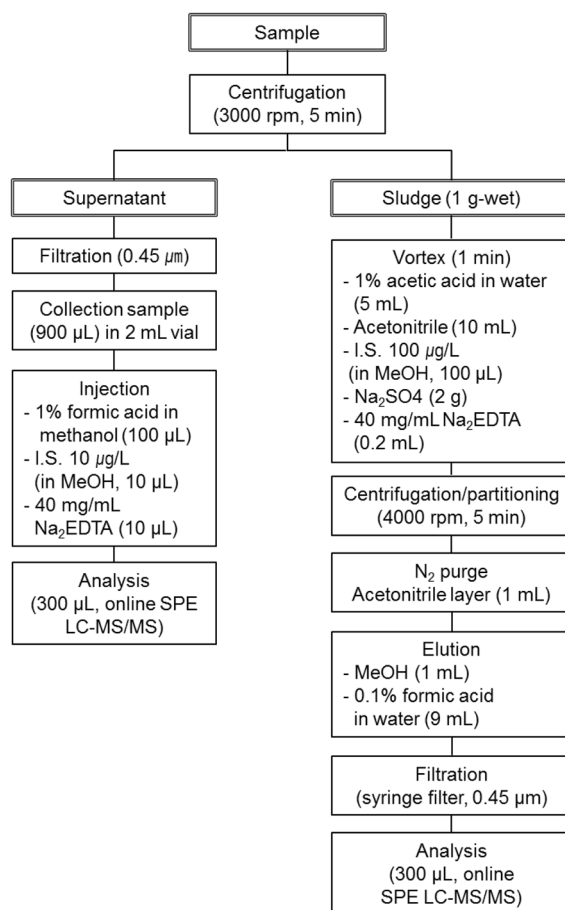 Sample
Centrifugation
(3000 rpm, 5 min)
Supernatant
Filtration (0.45 ㎛)
Collection sample
(900 µL) in 2 mL vial
Injection
- 1% formic acid in
methanol (100 µL)
- I.S. 10 ㎍/L
(in MeOH, 10 µL)
- 40 mg/mL
Na₂EDTA (10 µL)
Analysis
(300 µL, online SPE
LC-MS/MS)
Sludge (1 g-wet)
Vortex (1 min)
- 1% acetic acid in water
(5 mL)
- Acetonitrile (10 mL)
- I.S. 100 ㎍/L
(in MeOH, 100 µL)
- Na₂SO4 (2 g)
- 40 mg/mL Na₂EDTA
(0.2 mL)
Centrifugation/partitioning
(4000 rpm, 5 min)
N₂ purge
Acetonitrile layer (1 mL)
Elution
- MeOH (1 mL)
- 0.1% formic acid
in water (9 mL)
Filtration
(syringe filter, 0.45 µm)
Analysis
(300 µL, online
SPE LC-MS/MS)